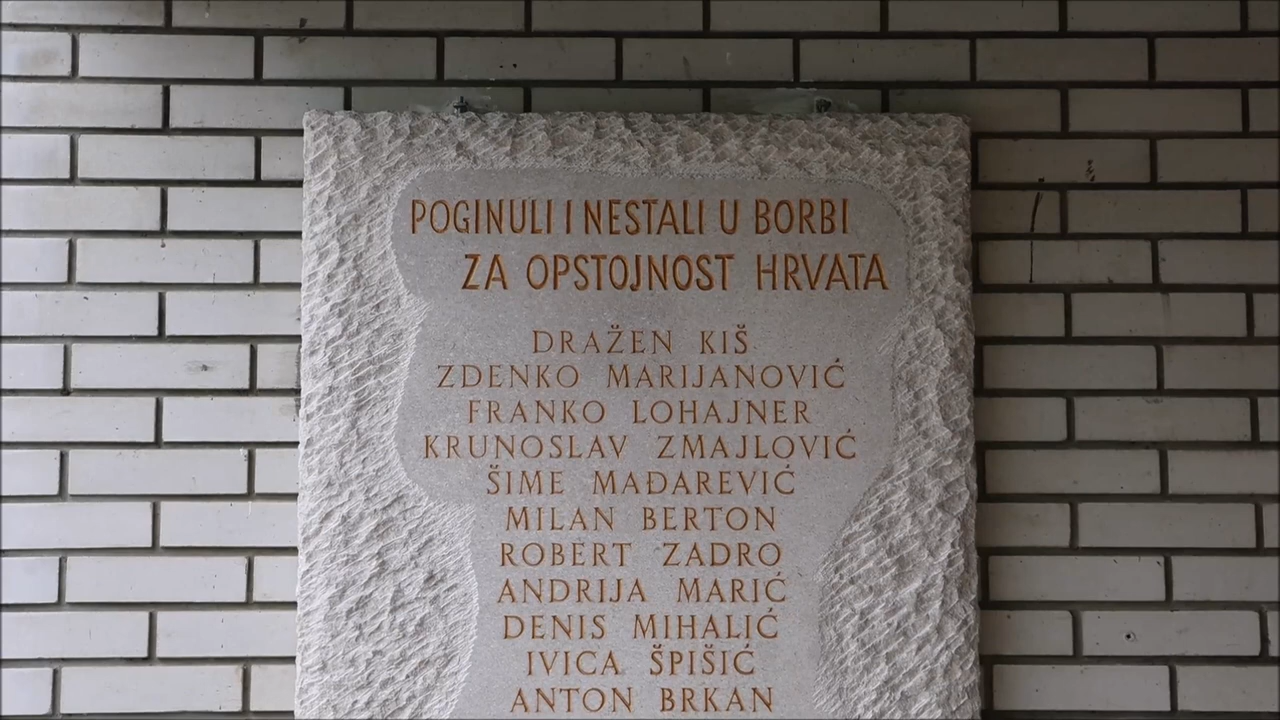 POGINULI I NESTALI U BORBI
ZA OPSTOJNOST HRVATA
DRAŽEN KIŠ
ZDENKO MARIJANOVIĆ
FRANKO LOHAJNER
KRUNOSLAV ZMAJLOVIĆ
ŠIME MAĐAREVIĆ
MILAN BERTON
ROBERT ZADRO
ANDRIJA MARIĆ
DENIS MIHALIĆ
IVICA ŠPIŠIĆ
ANTON BRKAN